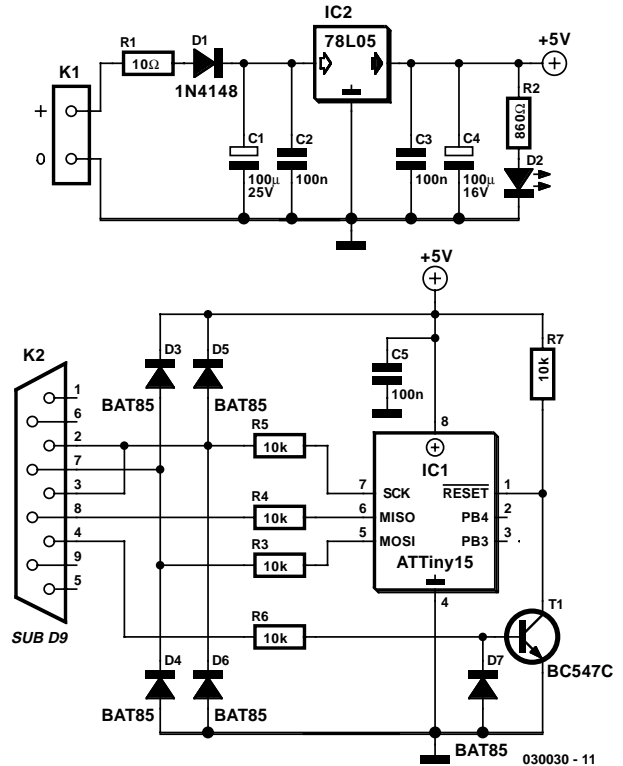 IC2
R1
D1
78L05
+5V
K1
10Ω
1N4148
R2
860Ω
+
0
C1
100µ
25V
C2
100n
C3
100n
C4
100µ
16V
D2
+5V
K2
D3
D5
R7
10k
C5
100n
BAT85
BAT85
1
6
2
7
3
8
4
9
5
R5
10k
R4
10k
R3
10k
8
IC1
7
SCK
RESET
1
6
MISO
PB4
2
5
MOSI
PB3
3
ATTiny15
4
T1
SUB D9
R6
10k
BC547C
D4
D6
D7
BAT85
BAT85
BAT85
030030 - 11